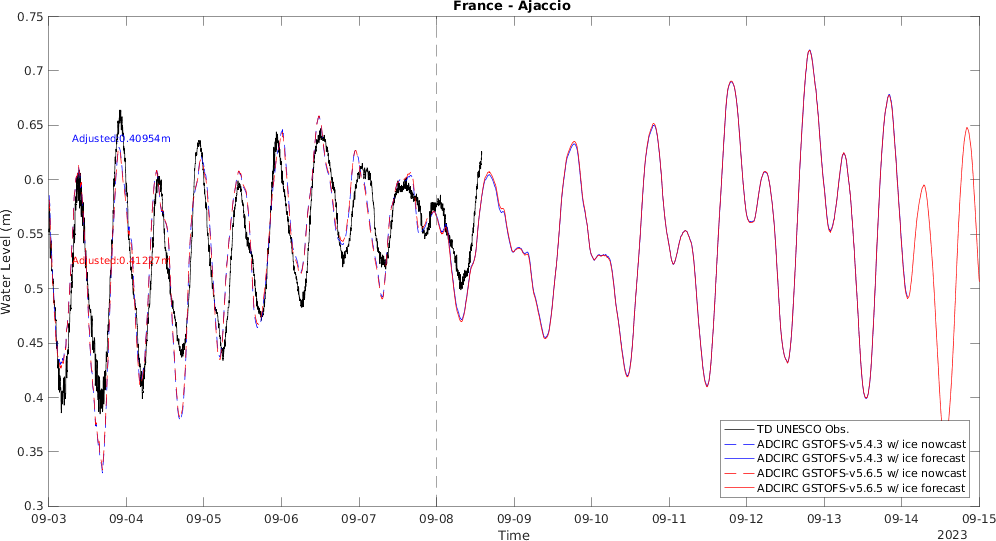 France - Ajaccio
0.75
0.7
0.65
0.6
0.55
0.5
0.45
0.4
0.35
0.3
Water Level (m)
Adjusted:0.40954m
Adjusted:0.41227m
TD UNESCO Obs.
ADCIRC GSTOFS-v5.4.3 w/ ice nowcast
ADCIRC GSTOFS-v5.4.3 w/ ice forecast
ADCIRC GSTOFS-v5.6.5 w/ ice nowcast
ADCIRC GSTOFS-v5.6.5 w/ ice forecast
09-03 09-04 09-05 09-06 09-07 09-08 09-09 09-10 09-11 09-12 09-13 09-14 09-15
Time
2023